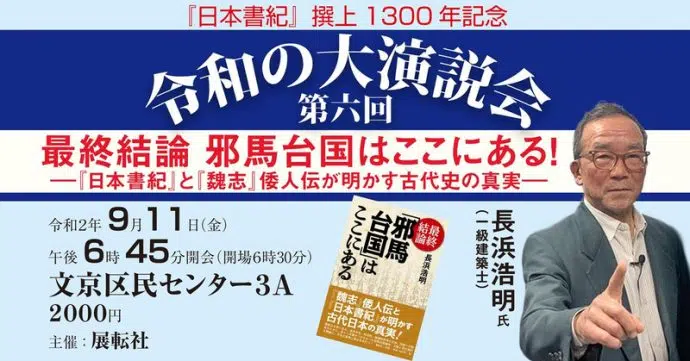 『日本書紀』撰上1300年記念
令和の大演説会
第六回
最終結論 邪馬台国はここにある!
―『日本書紀』と『魏志』倭人伝が明かす古代史の真実―
令和2年 9月11日(金)
午後6時45分開会(開場6時30分)
文京区民センター3A
2000円
主催:展転社
最終結論
「邪馬台国」はここにある
長浜浩明
『魏志』倭人伝と『日本書紀』が明かす古代日本の真実!
長浜浩明氏
(一級建築士)